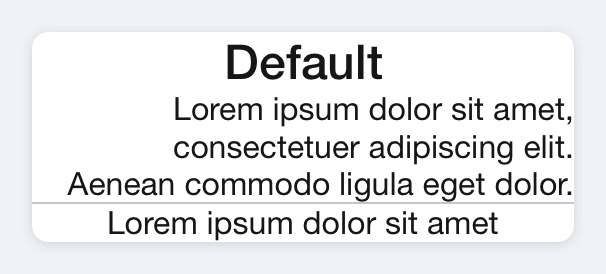 Default
Lorem ipsum dolor sit amet,
consectetuer adipiscing elit.
Aenean commodo ligula eget dolor.
Lorem ipsum dolor sit amet